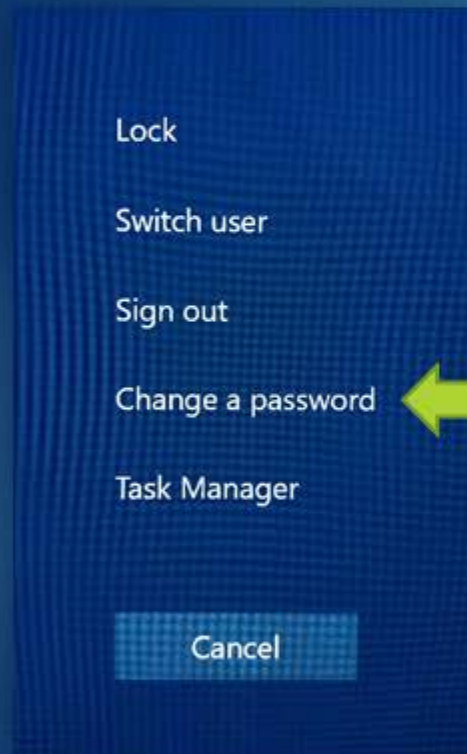 Lock
Switch user
Sign out
Change a password
Task Manager
Cancel